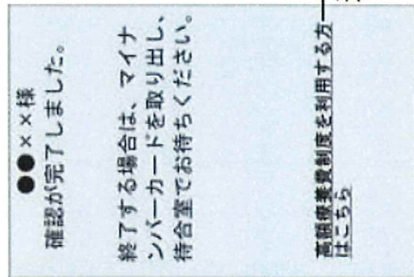 ●●××様
確認が完了しました。
終了する場合は、マイナ
ンバーカードを取り出し、
待合室でお待ちください。
高額療養費制度を利用する方
はこちら